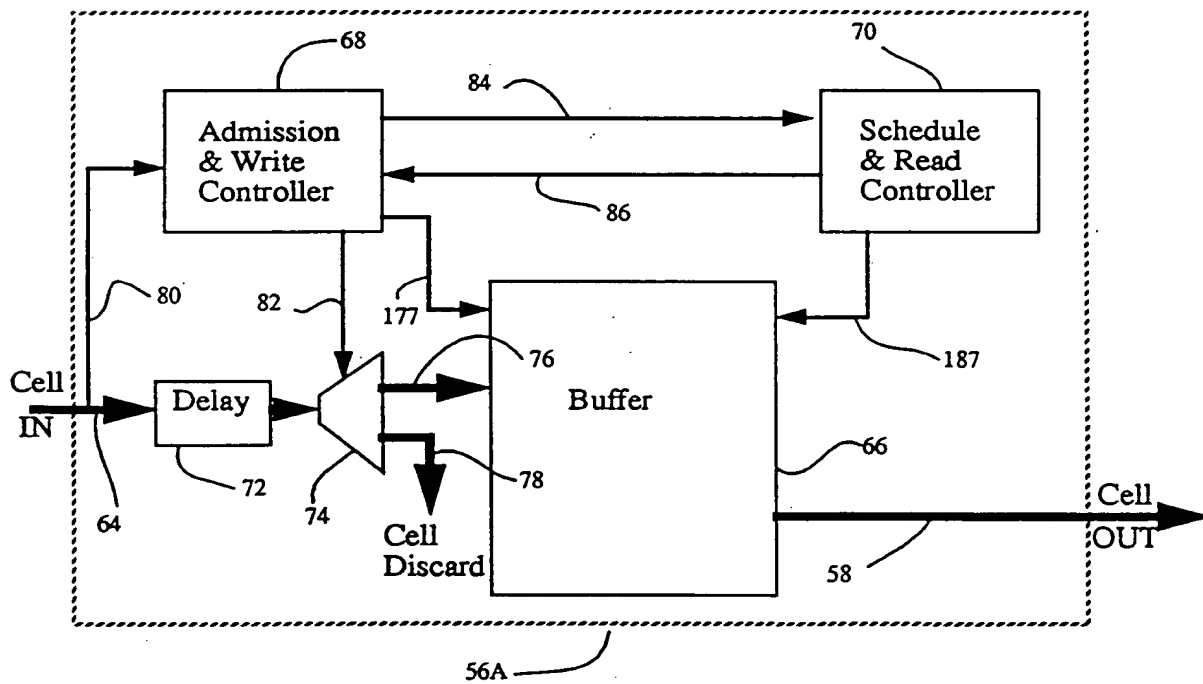 68
70
84
Admission
& Write
Controller
Schedule
& Read
Controller
86
80
82
177
187
76
Cell
IN
Delay
Buffer
72
74
78
66
64
Cell
Discard
Cell
OUT
58
56A